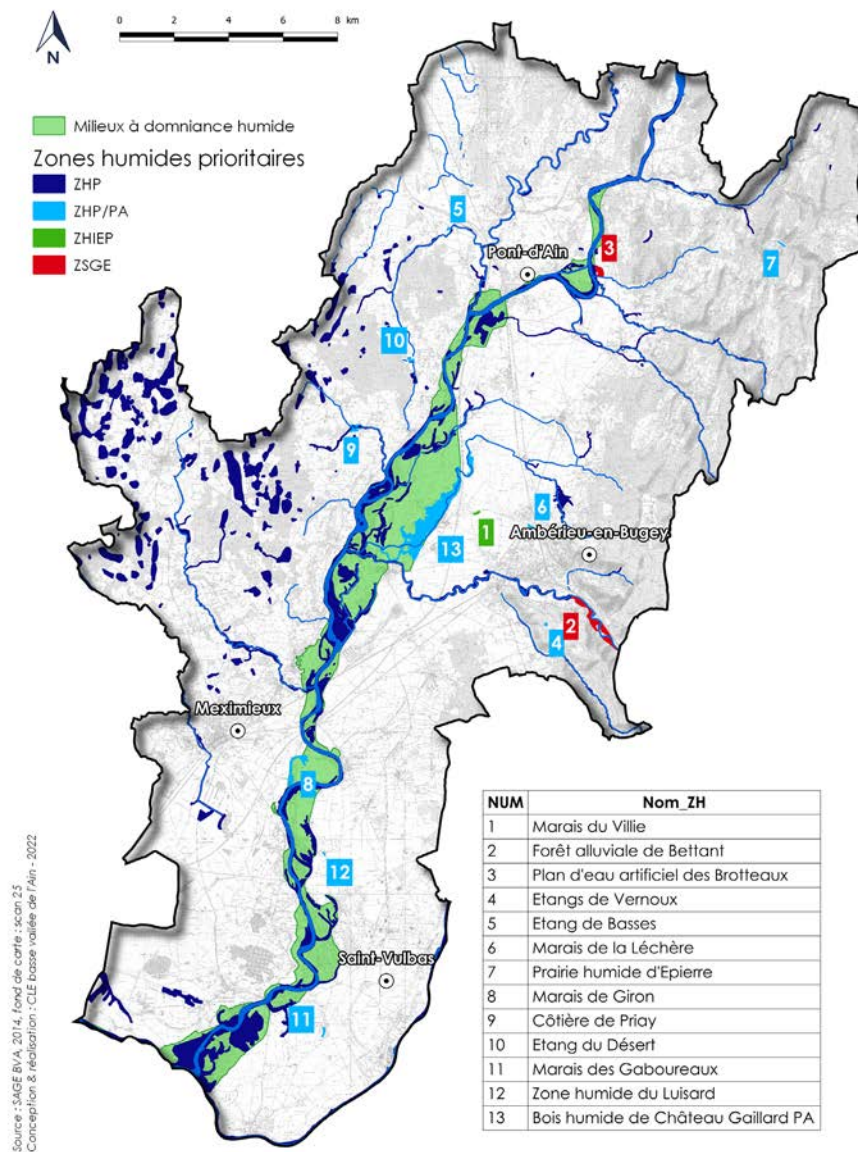 0 2 4 6 8 km
N
Milieux à domniance humide
Zones humides prioritaires
ZHP
ZHP/PA
ZHIEP
ZSGE
5
3
Pont-d'Ain
7
10
9
6
1
13
Ambérieu-en-Bugey
2
4
Meximieux
8
12
Saint-Vulbas
11
NUM Nom_ZH
1 Marais du Villie
2 Forêt alluviale de Bettant
3 Plan d'eau artificiel des Brotteaux
4 Etangs de Vernoux
5 Etang de Basses
6 Marais de la Léchère
7 Prairie humide d'Epierre
8 Marais de Giron
9 Côtière de Priay
10 Etang du Désert
11 Marais des Gaboureaux
12 Zone humide du Luisard
13 Bois humide de Château Gaillard PA
Source : SAGE BVA, 2014, fond de carte : scan 25
Conception & réalisation : CLE basse vallée de l'Ain - 2022